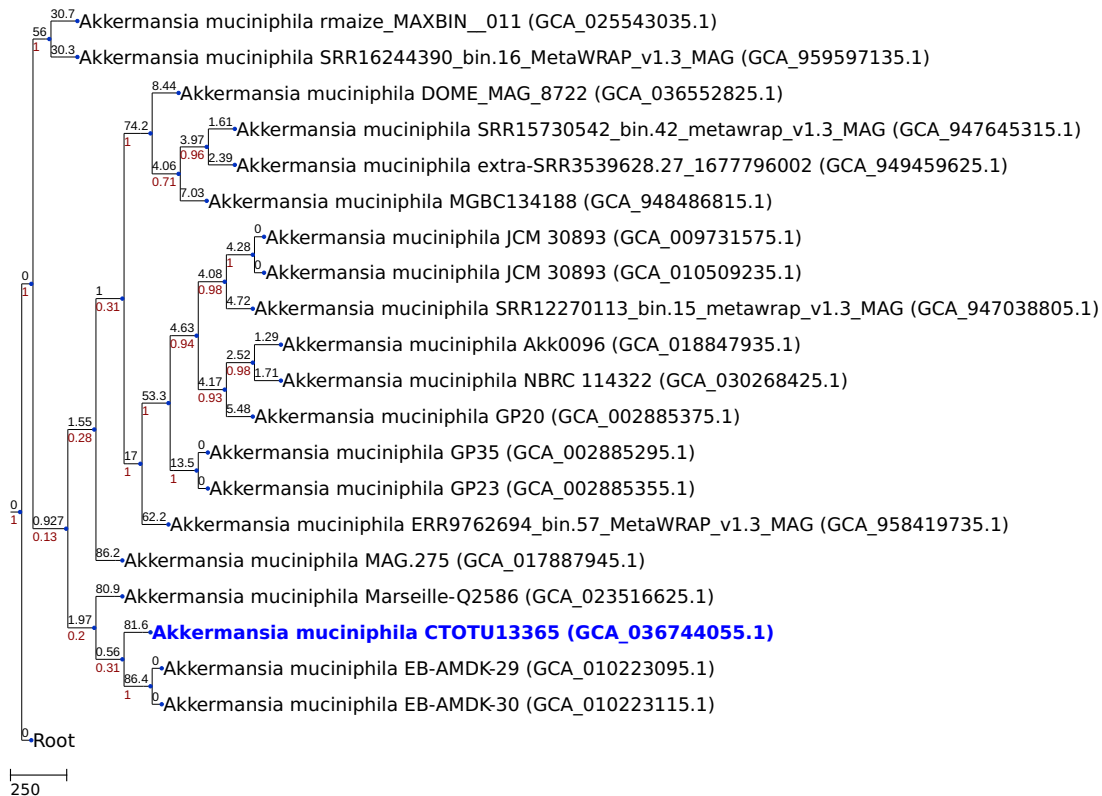 30.7
Akkermansia muciniphila rmaize_MAXBIN__011 (GCA_025543035.1)
56
1
30.3
Akkermansia muciniphila SRR16244390_bin.16_MetaWRAP_v1.3_MAG (GCA_959597135.1)
8.44
Akkermansia muciniphila DOME_MAG_8722 (GCA_036552825.1)
74.2
1
1.61
Akkermansia muciniphila SRR15730542_bin.42_metawrap_v1.3_MAG (GCA_947645315.1)
3.97
0.96
2.39
Akkermansia muciniphila extra-SRR3539628.27_1677796002 (GCA_949459625.1)
4.06
0.71
7.03
Akkermansia muciniphila MGBC134188 (GCA_948486815.1)
0
Akkermansia muciniphila JCM 30893 (GCA_009731575.1)
4.28
1
0
Akkermansia muciniphila JCM 30893 (GCA_010509235.1)
4.08
0.98
0
1
4.72
Akkermansia muciniphila SRR12270113_bin.15_metawrap_v1.3_MAG (GCA_947038805.1)
1
0.31
4.63
0.94
1.29
Akkermansia muciniphila Akk0096 (GCA_018847935.1)
2.52
0.98
1.71
Akkermansia muciniphila NBRC 114322 (GCA_030268425.1)
4.17
0.93
53.3
1
5.48
Akkermansia muciniphila GP20 (GCA_002885375.1)
1.55
0.28
0
Akkermansia muciniphila GP35 (GCA_002885295.1)
17
1
13.5
1
0
Akkermansia muciniphila GP23 (GCA_002885355.1)
0
1
0.927
0.13
62.2
Akkermansia muciniphila ERR9762694_bin.57_MetaWRAP_v1.3_MAG (GCA_958419735.1)
86.2
Akkermansia muciniphila MAG.275 (GCA_017887945.1)
80.9
Akkermansia muciniphila Marseille-Q2586 (GCA_023516625.1)
1.97
0.2
81.6
Akkermansia muciniphila CTOTU13365 (GCA_036744055.1)
0.56
0.31
0
Akkermansia muciniphila EB-AMDK-29 (GCA_010223095.1)
86.4
1
0
Akkermansia muciniphila EB-AMDK-30 (GCA_010223115.1)
0
Root
250